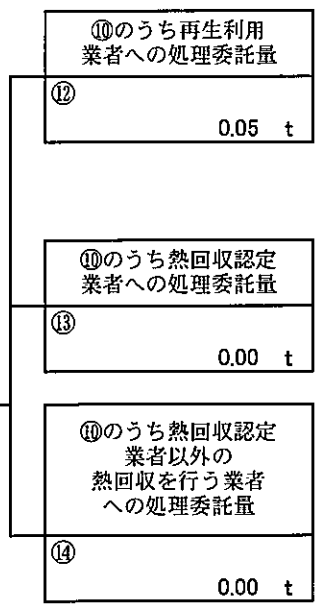 ⑩のうち再生利用
業者への処理委託量
⑫
0.05 t
⑩のうち熱回収認定
業者への処理委託量
⑬
0.00 t
⑩のうち熱回収認定
業者以外の
熱回収を行う業者
への処理委託量
⑭
0.00 t